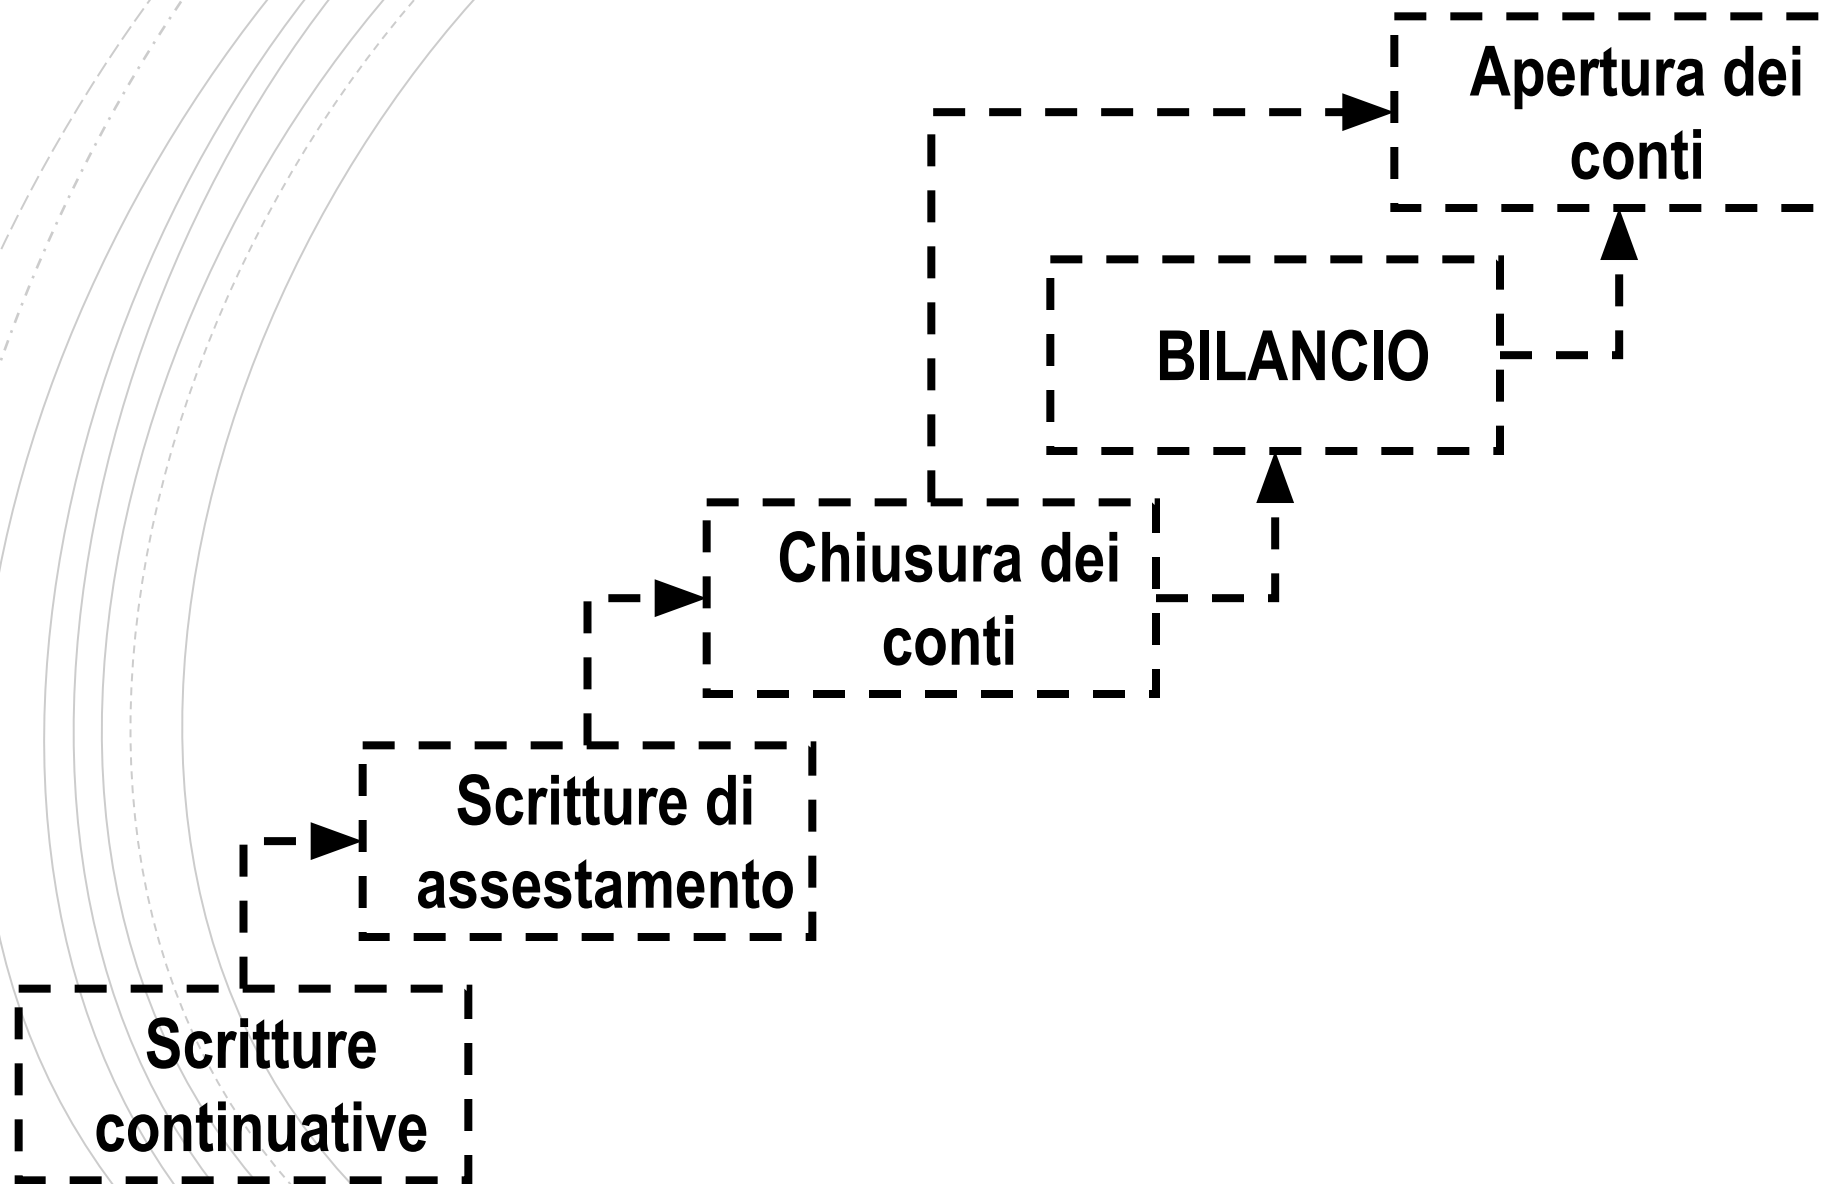 Apertura dei
conti
BILANCIO
Chiusura dei
conti
Scritture di
assestamento
Scritture
continuative